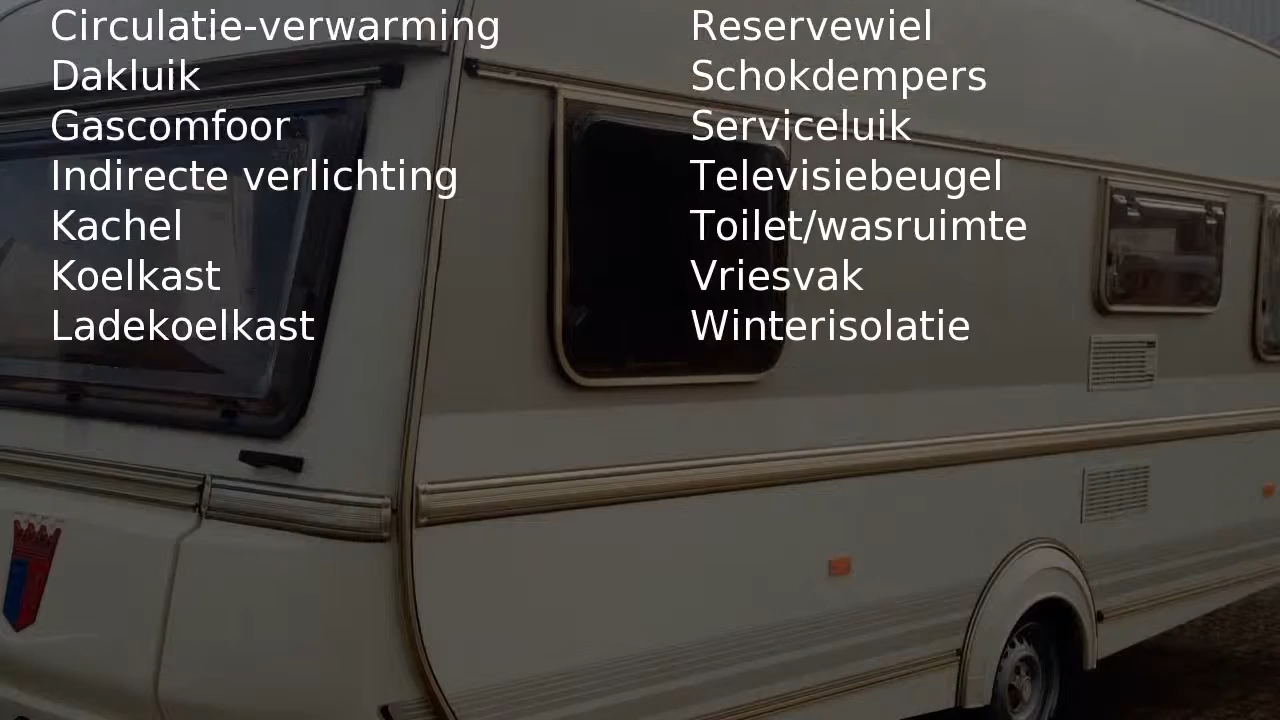 Circulatie-verwarming
Dakluik
Gascomfoor
Indirecte verlichting
Kachel
Koelkast
Ladekoelkast
Reservewiel
Schokdempers
Serviceluik
Televisiebeugel
Toilet/wasruimte
Vriesvak
Winterisolatie